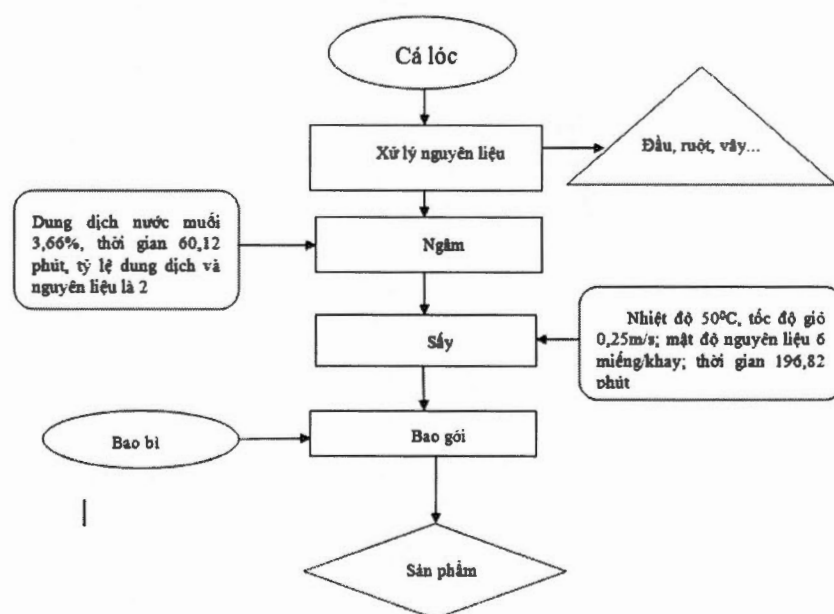 Cá lóc
Xử lý nguyên liệu
Đầu, ruột, vây...
Dung dịch nước muối
3,66%, thời gian 60,12
phút, tỷ lệ dung dịch và
nguyên liệu là 2
Ngâm
Nhiệt độ 50⁰C, tốc độ gió
0,25m/s; mật độ nguyên liệu 6
miếng/khay; thời gian 196,82
phút
Sấy
Bao bì
Bao gói
Sản phẩm